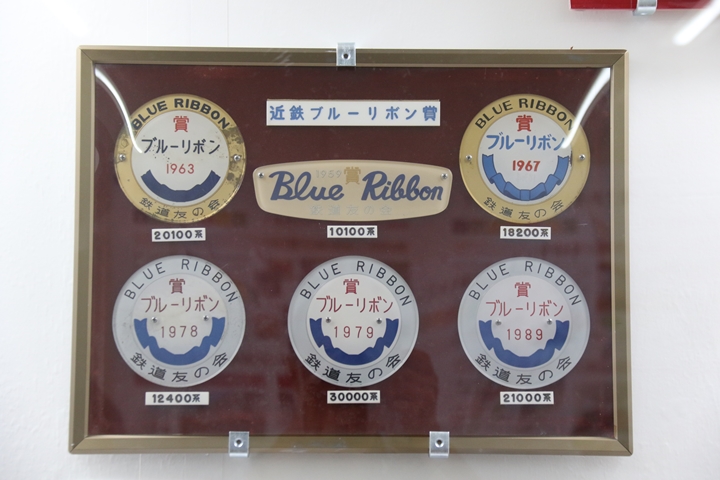 近鉄ブルーリボン賞
BLUE RIBBON
賞
ブルーリボン
1963
鉄道友の会
20100系
1959
Blue Ribbon
鉄道友の会
10100系
BLUE RIBBON
賞
ブルーリボン
1967
鉄道友の会
18200系
BLUE RIBBON
賞
ブルーリボン
1978
鉄道友の会
12400系
BLUE RIBBON
賞
ブルーリボン
1979
鉄道友の会
30000系
BLUE RIBBON
賞
ブルーリボン
1989
鉄道友の会
21000系